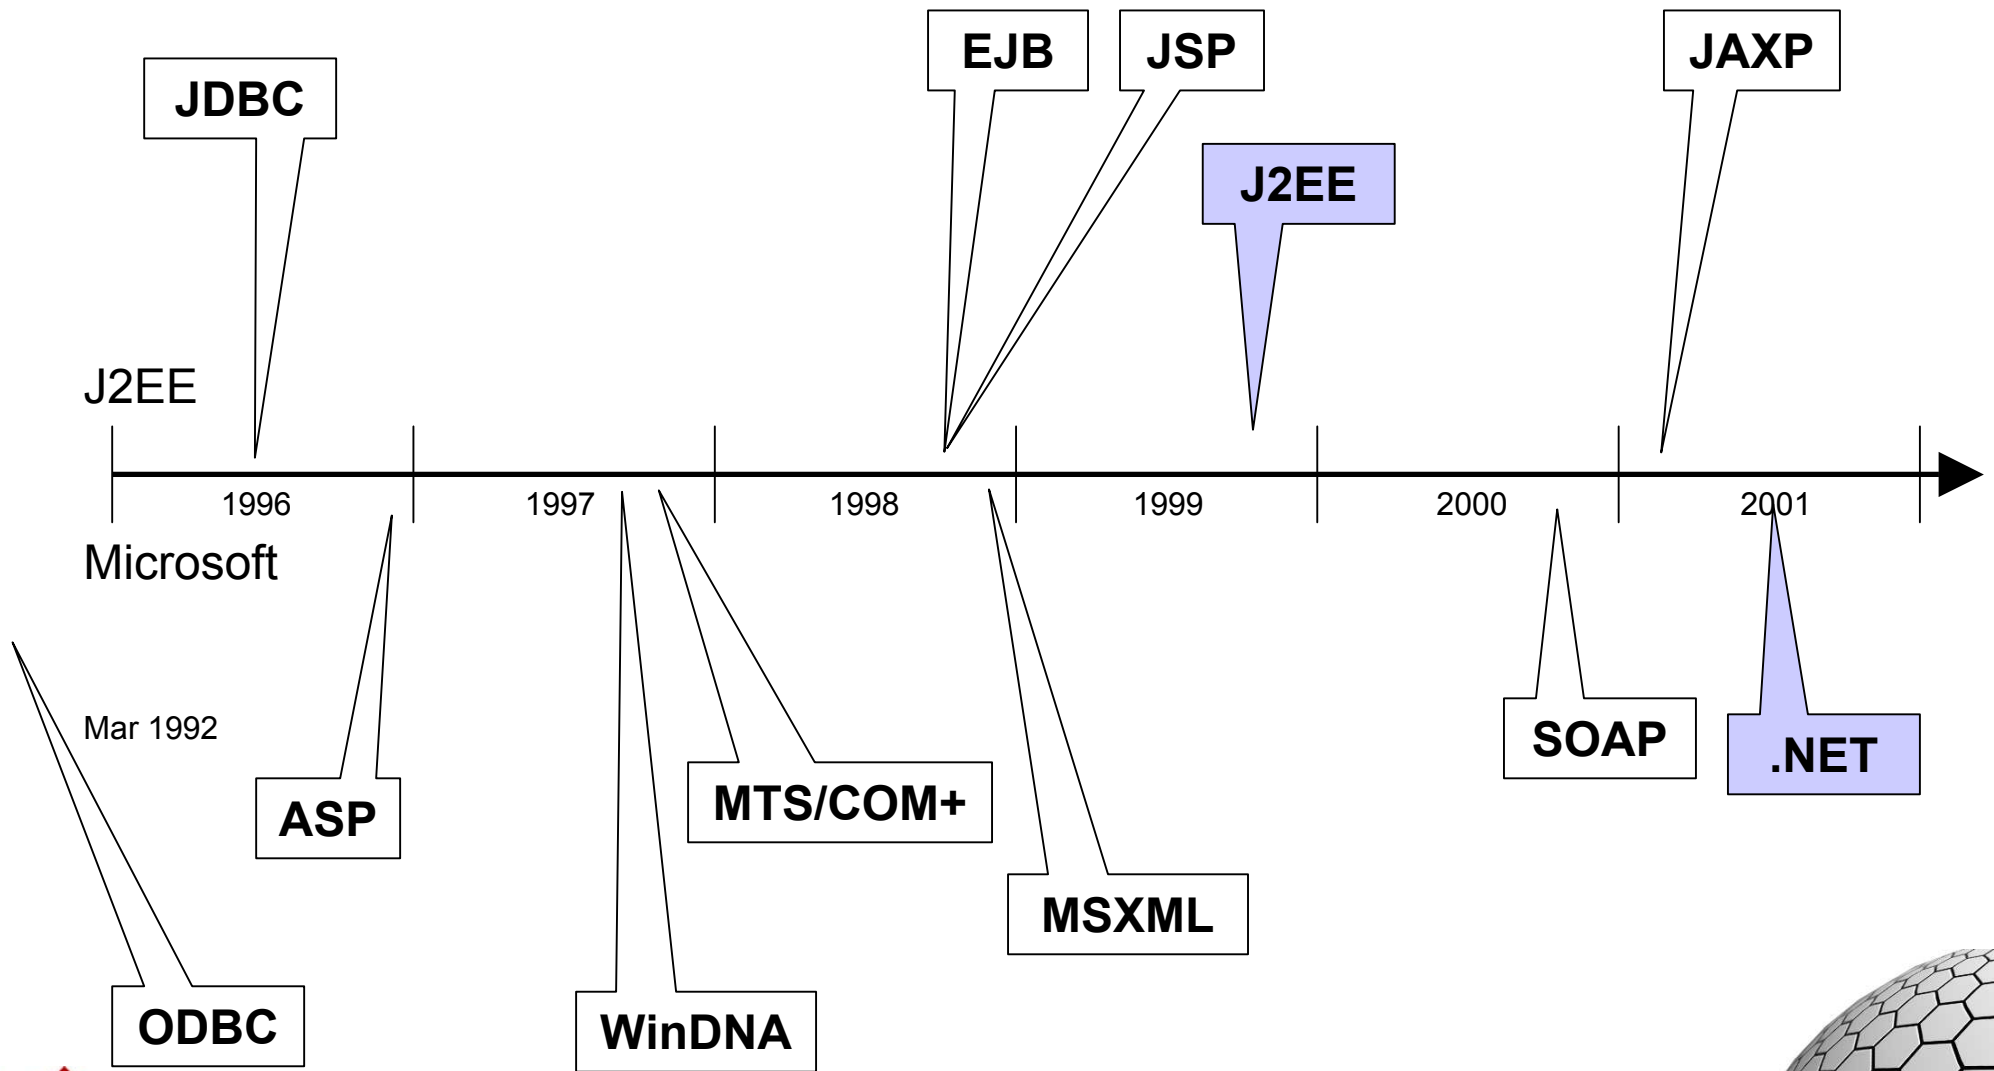 EJB
JSP
JAXP
JDBC
J2EE
J2EE
1996
1997
1998
1999
2000
2001
Microsoft
Mar 1992
SOAP
.NET
ASP
MTS/COM+
MSXML
ODBC
WinDNA